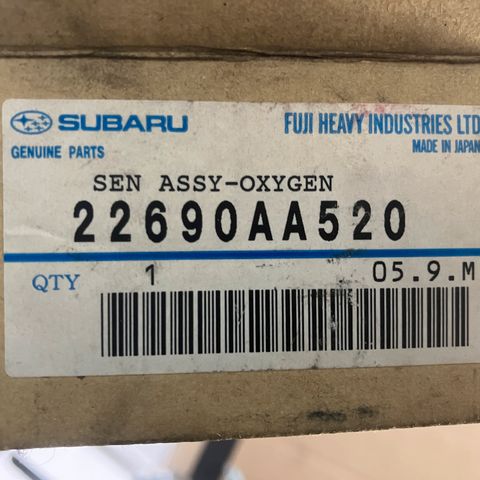 SUBARU
FUJI HEAVY INDUSTRIES LTD
GENUINE PARTS
MADE IN JAPAN
SEN ASSY-OXYGEN
22690AA520
QTY 1 05.9.M